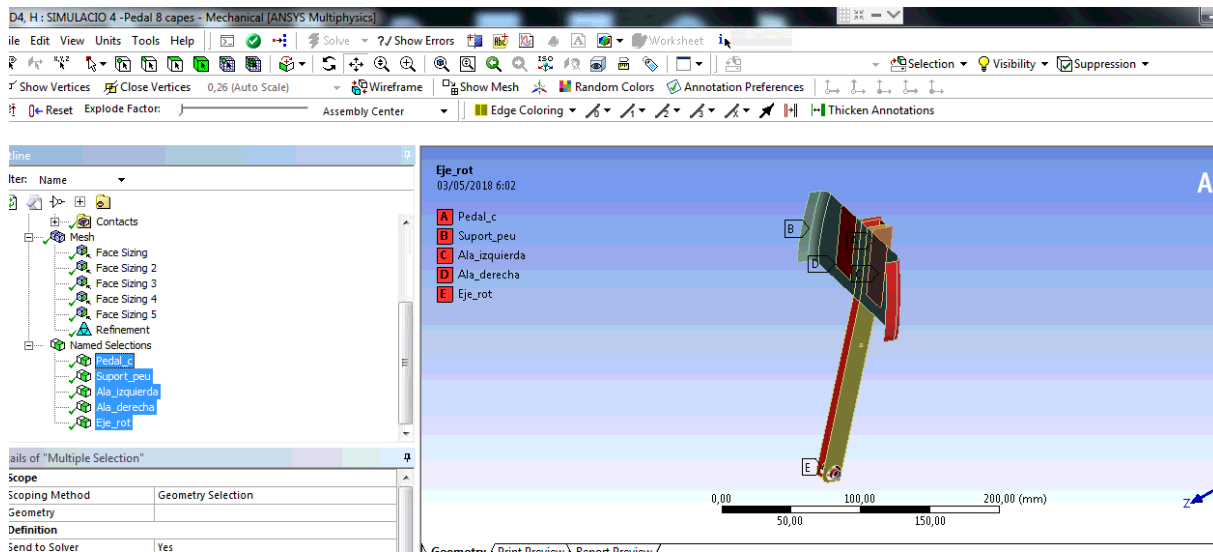 D4, H : SIMULACIO 4 -Pedal 8 capes - Mechanical [ANSYS Multiphysics]
ile Edit View Units Tools Help Solve ?/ Show Errors Worksheet
Selection Visibility Suppression
Show Vertices Close Vertices 0,26 (Auto Scale) Wireframe Show Mesh Random Colors Annotation Preferences
Reset Explode Factor: Assembly Center Edge Coloring Thicken Annotations
tline
lter: Name
Contacts
Mesh
Face Sizing
Face Sizing 2
Face Sizing 3
Face Sizing 4
Face Sizing 5
Refinement
Named Selections
Pedal_c
Suport_peu
Ala_izquierda
Ala_derecha
Eje_rot
ails of "Multiple Selection"
Scope
Scoping Method Geometry Selection
Geometry
Definition
Send to Solver Yes
Eje_rot
03/05/2018 6:02
A Pedal_c
B Suport_peu
C Ala_izquierda
D Ala_derecha
E Eje_rot
A
B
D
E
0,00 100,00 200,00 (mm)
50,00 150,00
Z
Geometry Print Preview Report Preview